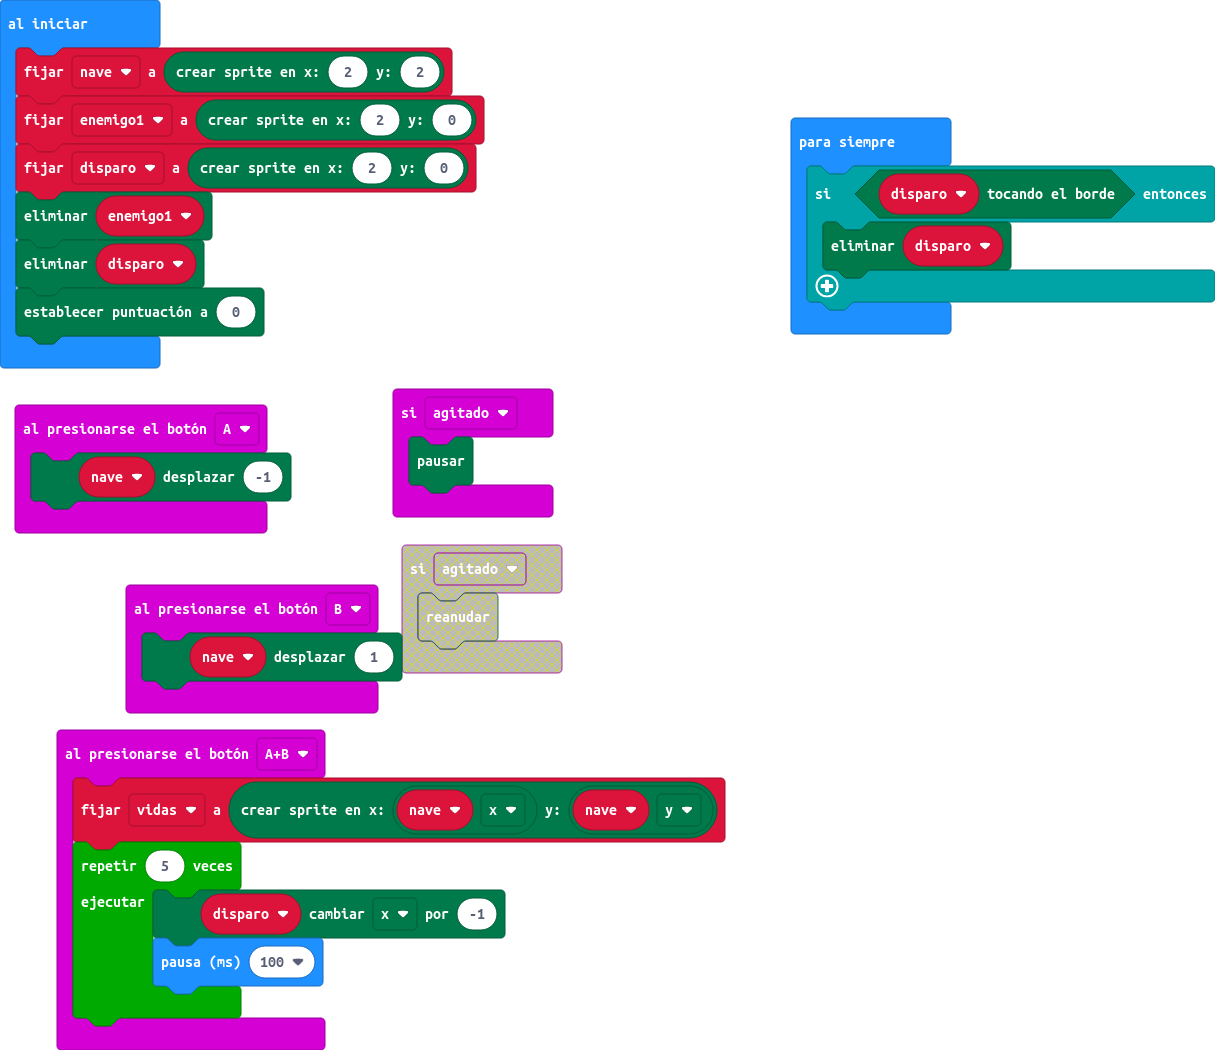 al iniciar
fijar nave a crear sprite en x: 2 y: 2
fijar enemigo1 a crear sprite en x: 2 y: 0
fijar disparo a crear sprite en x: 2 y: 0
eliminar enemigo1
eliminar disparo
establecer puntuación a 0
para siempre
si disparo tocando el borde entonces
eliminar disparo
al presionarse el botón A
nave desplazar -1
si agitado
pausar
si agitado
reanudar
al presionarse el botón B
nave desplazar 1
al presionarse el botón A+B
fijar vidas a crear sprite en x: nave x y: nave y
repetir 5 veces
ejecutar
disparo cambiar x por -1
pausa (ms) 100